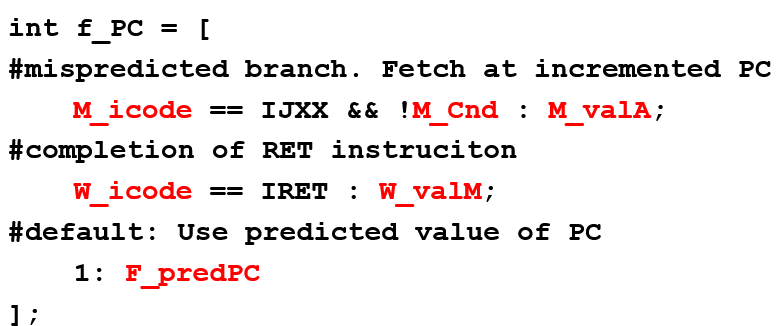 int f_PC = [
#mispredicted branch. Fetch at incremented PC
M_icode == IJXX && !M_Cnd : M_valA;
#completion of RET instruciton
W_icode == IRET : W_valM;
#default: Use predicted value of PC
1: F_predPC
];